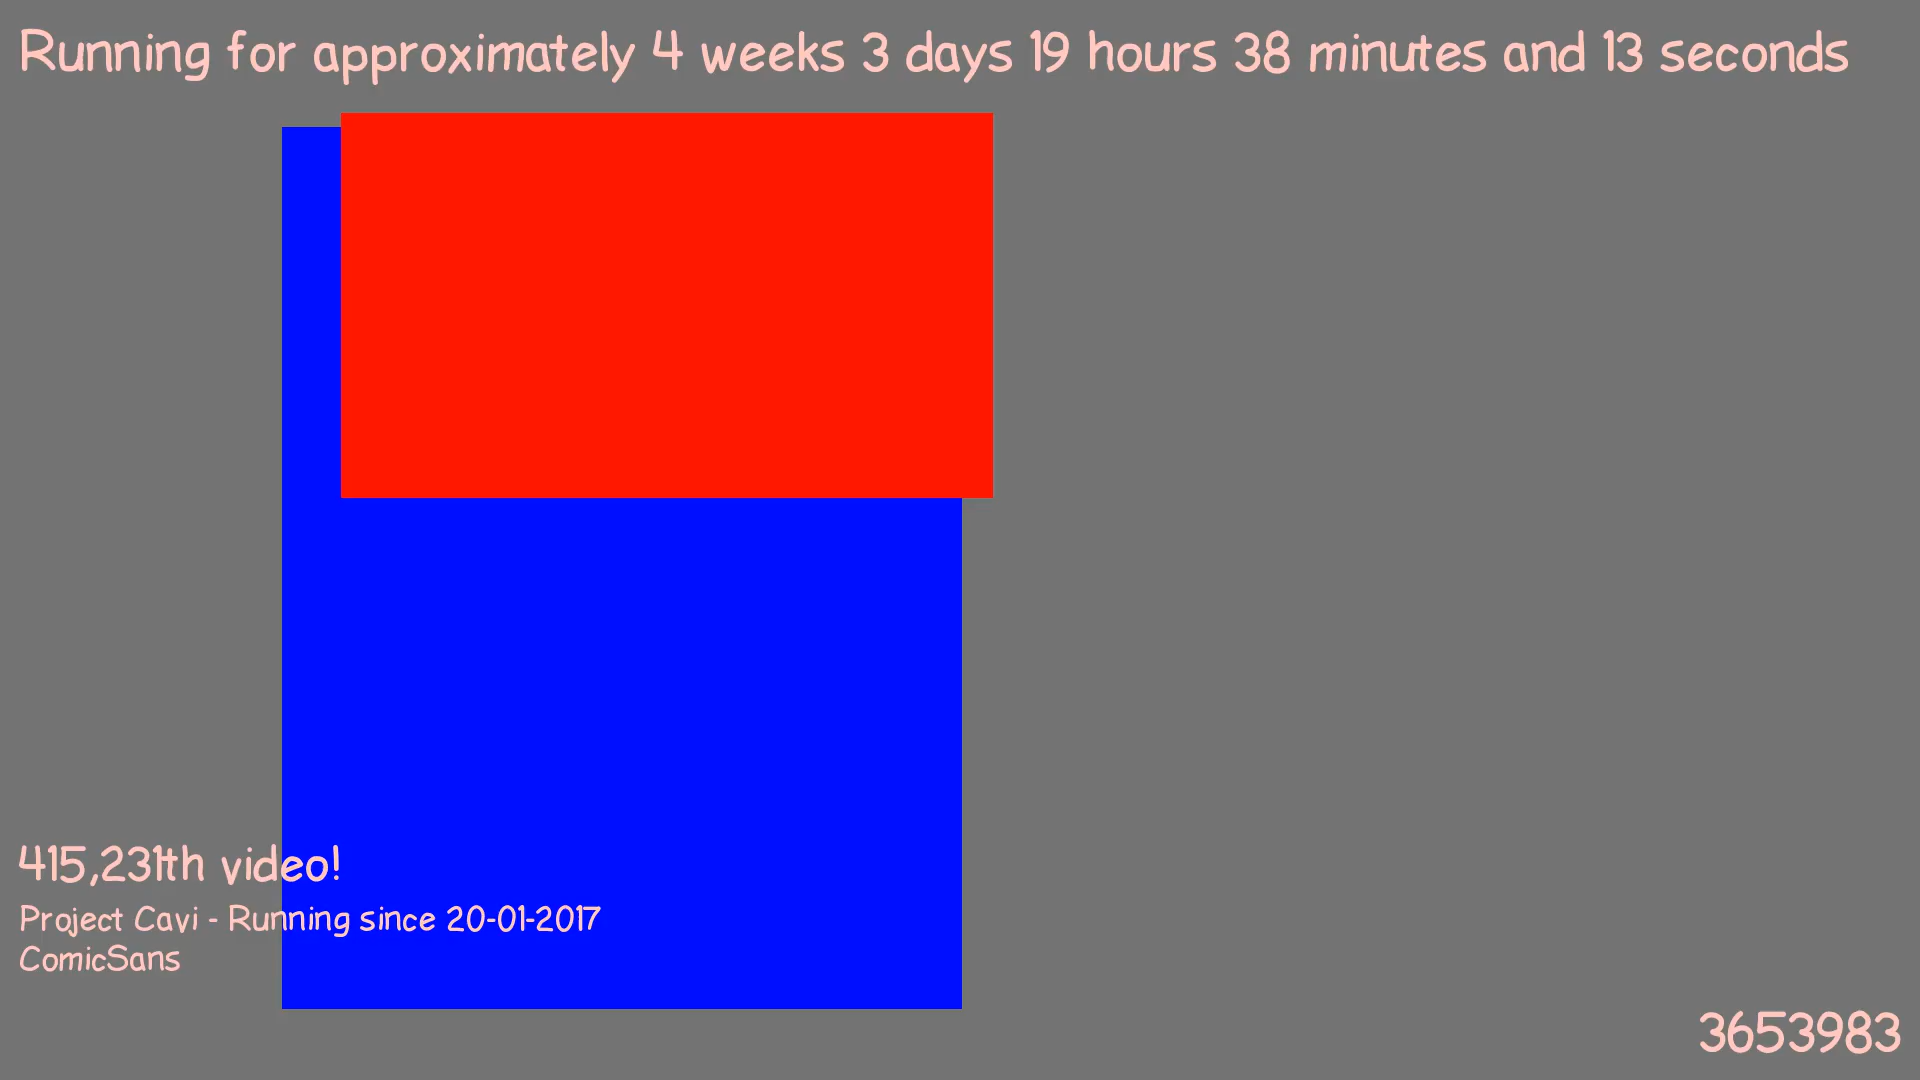 Running for approximately 4 weeks 3 days 19 hours 38 minutes and 13 seconds
415,231th video!
Project Cavi - Running since 20-01-2017
ComicSans
3653983